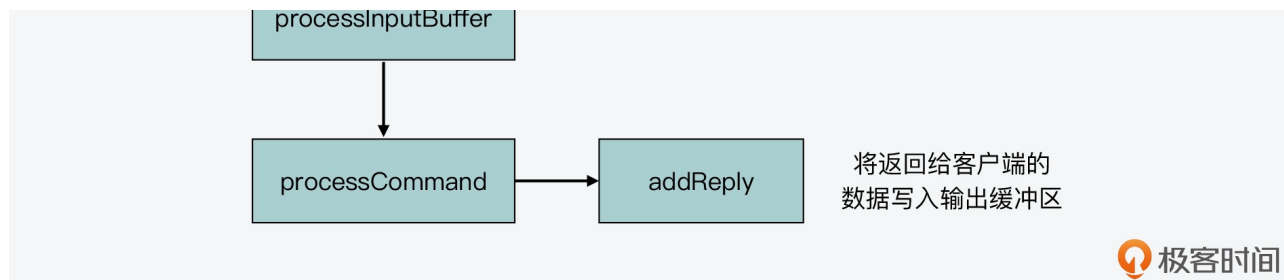 processInputBuffer
processCommand
addReply
将返回给客户端的
数据写入输出缓冲区
极客时间